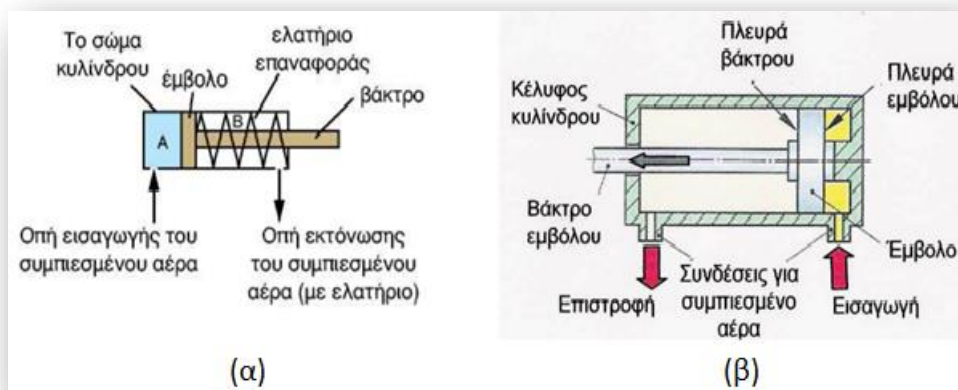 Το σώμα
κυλίνδρου
έμβολο
ελατήριο
επαναφοράς
βάκτρο
A
B
Οπή εισαγωγής του
συμπιεσμένου αέρα
Οπή εκτόνωσης
του συμπιεσμένου
αέρα (με ελατήριο)
(α)
Πλευρά
βάκτρου
Πλευρά
εμβόλου
Κέλυφος
κυλίνδρου
Βάκτρο
εμβόλου
Έμβολο
Συνδέσεις για
συμπιεσμένο
αέρα
Επιστροφή
Εισαγωγή
(β)